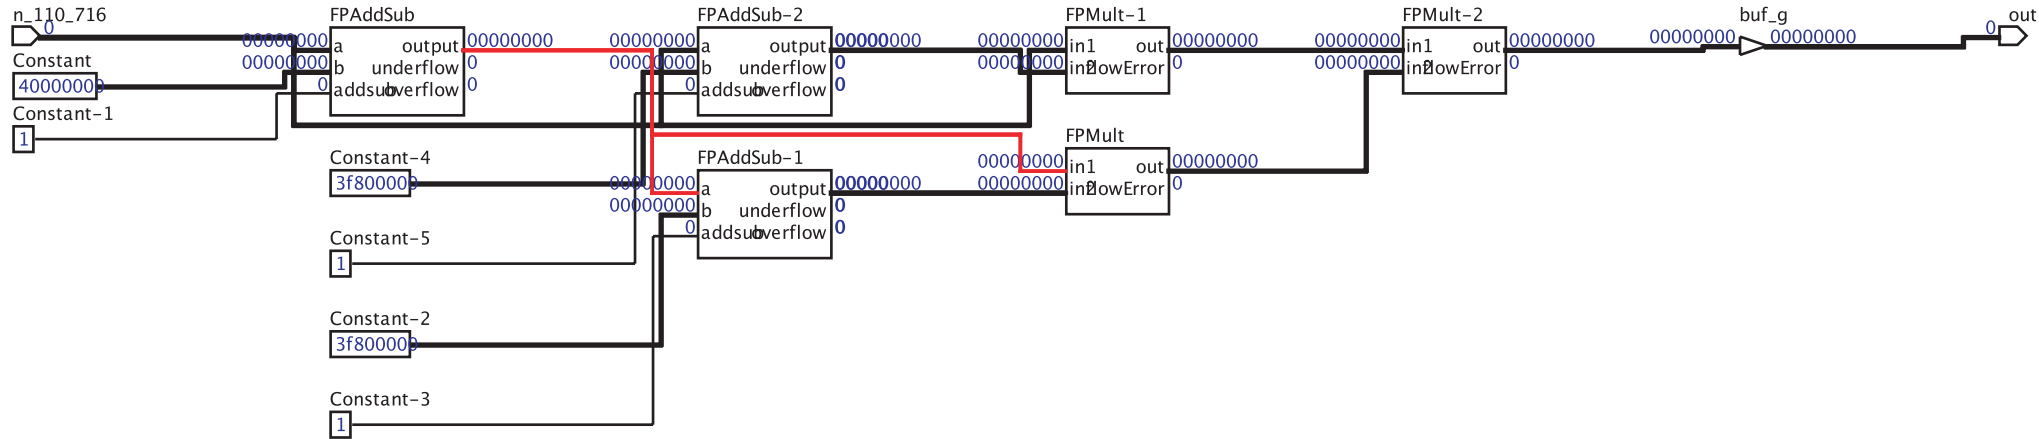 n_110_716 FPAddSub FPAddSub-2 FPMult-1 FPMult-2 buf_g out
0 00000000 a output 00000000 00000000 a output 00000000 00000000 in1 out 00000000 00000000 in1 out 00000000 00000000 00000000 0
Constant 00000000 b underflow 0 00000000 b underflow 0 00000000 in2 flowError 0 00000000 in2 flowError 0
40000000 0 addsub overflow 0 0 addsub overflow 0
Constant-1
1
FPMult
Constant-4 FPAddSub-1 00000000 in1 out 00000000
3f800000 00000000 a output 00000000 00000000 in2 flowError 0
00000000 b underflow 0
Constant-5 0 addsub overflow 0
1
Constant-2
3f800000
Constant-3
1